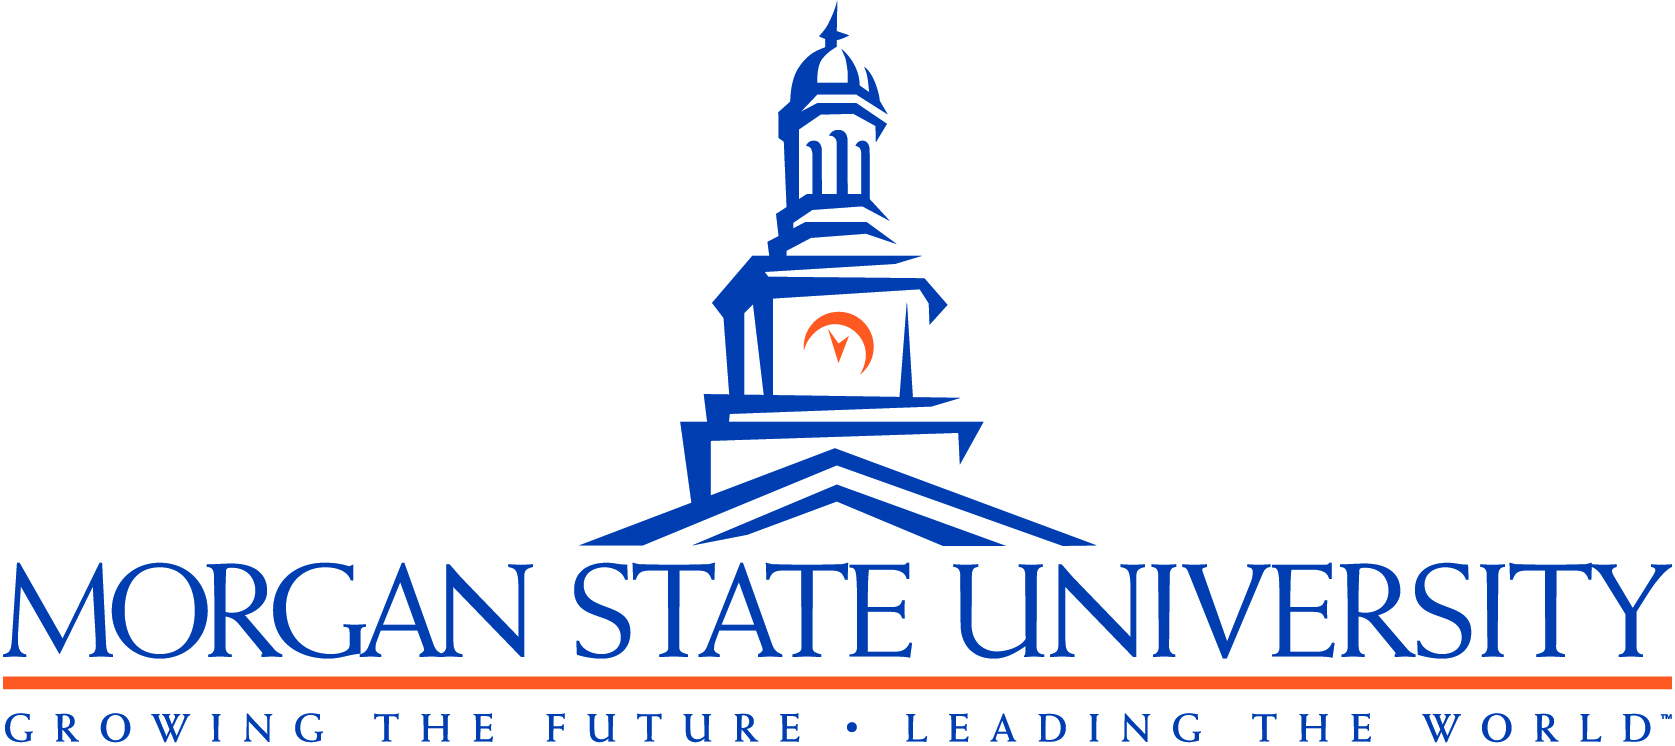 MORGAN STATE UNIVERSITY
GROWING THE FUTURE • LEADING THE WORLD™